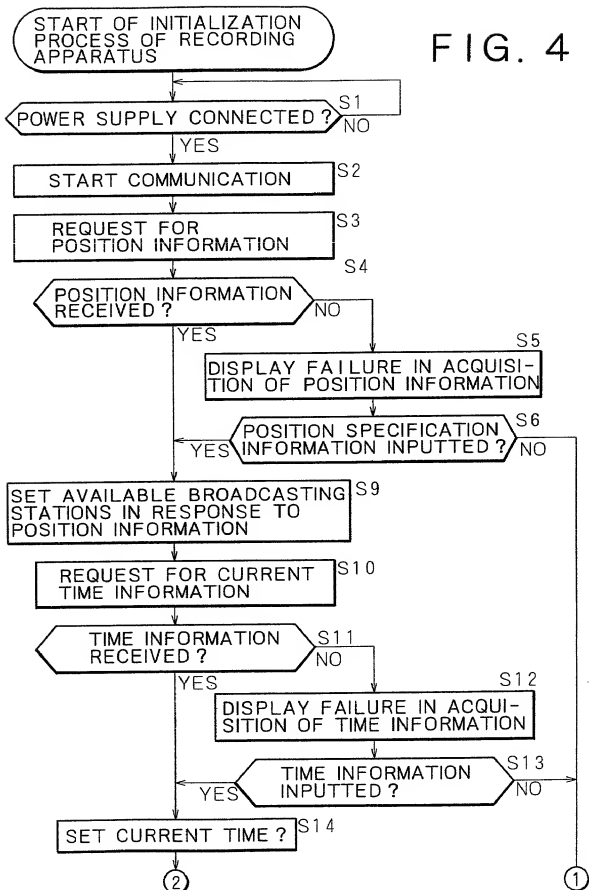 START OF INITIALIZATION
PROCESS OF RECORDING
APPARATUS
FIG. 4
S1
POWER SUPPLY CONNECTED ?
NO
YES
S2
START COMMUNICATION
S3
REQUEST FOR
POSITION INFORMATION
S4
POSITION INFORMATION
RECEIVED ?
NO
YES
S5
DISPLAY FAILURE IN ACQUISI-
TION OF POSITION INFORMATION
S6
POSITION SPECIFICATION
INFORMATION INPUTTED ?
YES
NO
S9
SET AVAILABLE BROADCASTING
STATIONS IN RESPONSE TO
POSITION INFORMATION
S10
REQUEST FOR CURRENT
TIME INFORMATION
S11
TIME INFORMATION
RECEIVED ?
NO
YES
S12
DISPLAY FAILURE IN ACQUI-
SITION OF TIME INFORMATION
S13
TIME INFORMATION
INPUTTED ?
YES
NO
S14
SET CURRENT TIME ?
2
1